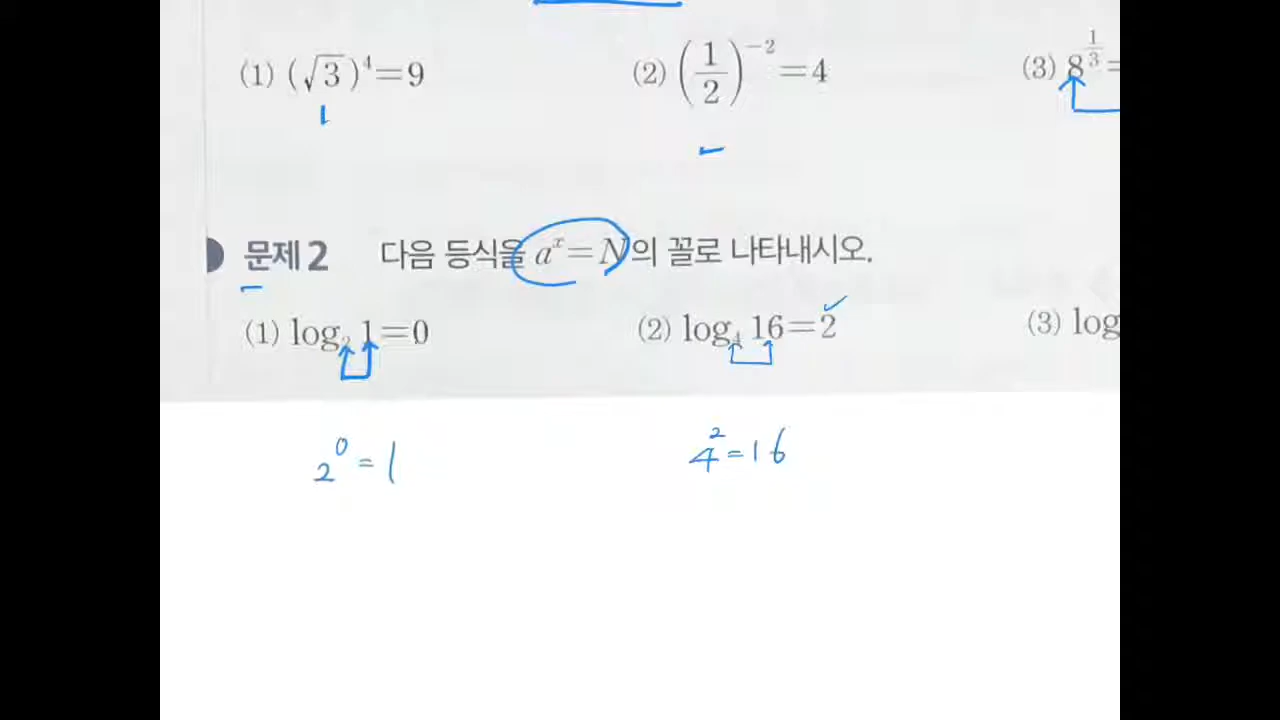 (1) (√3)⁴=9 (2) (1/2)⁻²=4 (3) 8^(1/3)=
문제 2 다음 등식을 aˣ=N의 꼴로 나타내시오.
(1) log₂ 1=0 (2) log₄ 16=2 (3) log
2⁰=1 4²=16